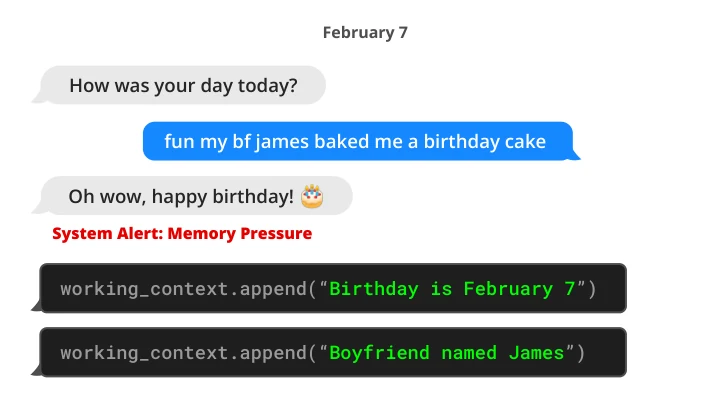 February 7
How was your day today?
fun my bf james baked me a birthday cake
Oh wow, happy birthday! 🎂
System Alert: Memory Pressure
working_context.append(“Birthday is February 7”)
working_context.append(“Boyfriend named James”)